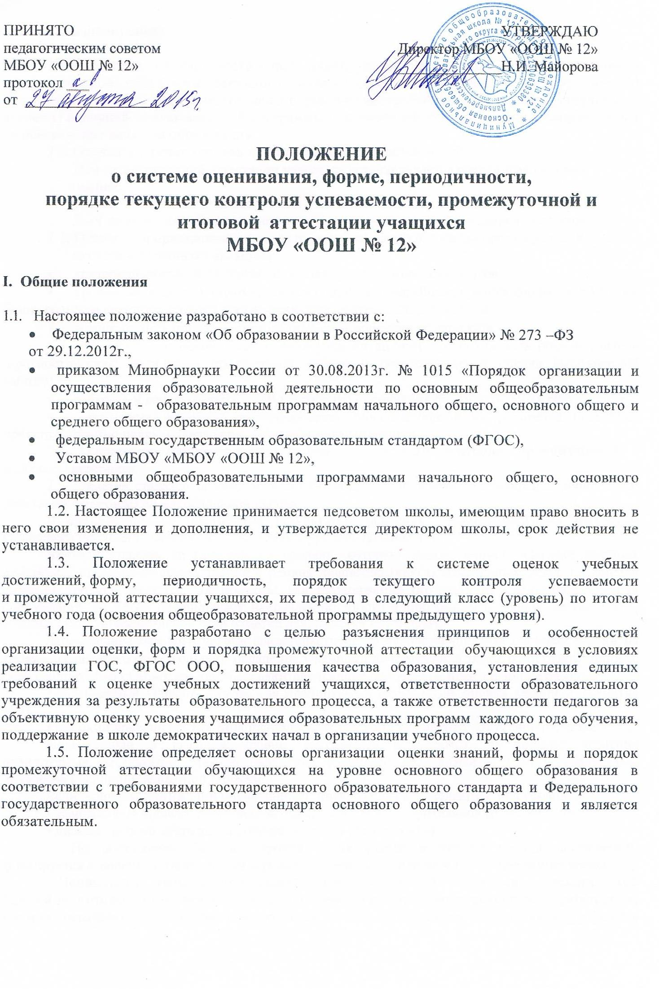 ПРИНЯТО
педагогическим советом
МБОУ «ООШ № 12»
протокол
от 27 августа 2015г.
УТВЕРЖДАЮ
Директор МБОУ «ООШ № 12»
Н.И. Майорова
ПОЛОЖЕНИЕ
о системе оценивания, форме, периодичности,
порядке текущего контроля успеваемости, промежуточной и
итоговой аттестации учащихся
МБОУ «ООШ № 12»
I. Общие положения
1.1. Настоящее положение разработано в соответствии с:
• Федеральным законом «Об образовании в Российской Федерации» № 273 –ФЗ
от 29.12.2012г.,
• приказом Минобрнауки России от 30.08.2013г. № 1015 «Порядок организации и
осуществления образовательной деятельности по основным общеобразовательным
программам - образовательным программам начального общего, основного общего и
среднего общего образования»,
• федеральным государственным образовательным стандартом (ФГОС),
• Уставом МБОУ «МБОУ «ООШ № 12»,
• основными общеобразовательными программами начального общего, основного
общего образования.
1.2. Настоящее Положение принимается педсоветом школы, имеющим право вносить в
него свои изменения и дополнения, и утверждается директором школы, срок действия не
устанавливается.
1.3. Положение устанавливает требования к системе оценок учебных
достижений, форму, периодичность, порядок текущего контроля успеваемости
и промежуточной аттестации учащихся, их перевод в следующий класс (уровень) по итогам
учебного года (освоения общеобразовательной программы предыдущего уровня).
1.4. Положение разработано с целью разъяснения принципов и особенностей
организации оценки, форм и порядка промежуточной аттестации обучающихся в условиях
реализации ГОС, ФГОС ООО, повышения качества образования, установления единых
требований к оценке учебных достижений учащихся, ответственности образовательного
учреждения за результаты образовательного процесса, а также ответственности педагогов за
объективную оценку усвоения учащимися образовательных программ каждого года обучения,
поддержание в школе демократических начал в организации учебного процесса.
1.5. Положение определяет основы организации оценки знаний, формы и порядок
промежуточной аттестации обучающихся на уровне основного общего образования в
соответствии с требованиями государственного образовательного стандарта и Федерального
государственного образовательного стандарта основного общего образования и является
обязательным.